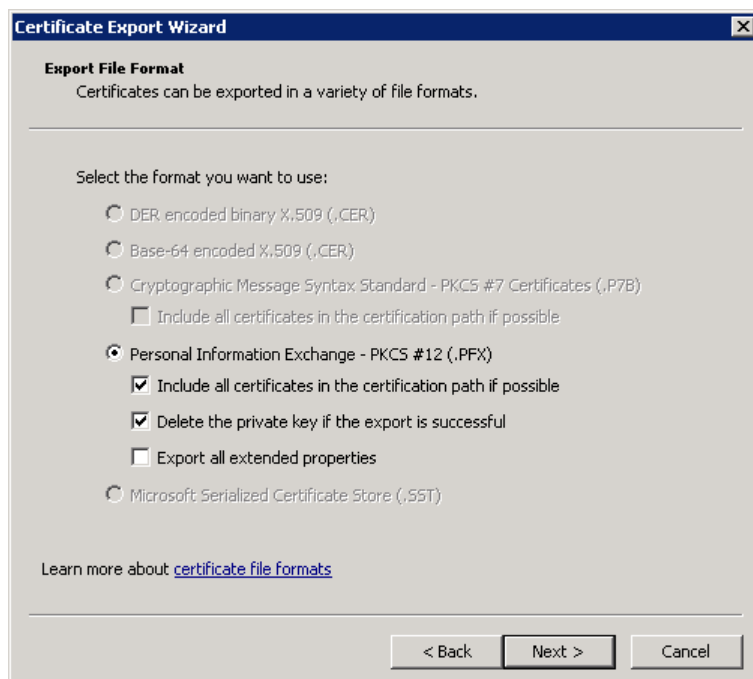 Certificate Export Wizard
Export File Format
Certificates can be exported in a variety of file formats.
Select the format you want to use:
DER encoded binary X.509 (.CER)
Base-64 encoded X.509 (.CER)
Cryptographic Message Syntax Standard - PKCS #7 Certificates (.P7B)
Include all certificates in the certification path if possible
Personal Information Exchange - PKCS #12 (.PFX)
Include all certificates in the certification path if possible
Delete the private key if the export is successful
Export all extended properties
Microsoft Serialized Certificate Store (.SST)
Learn more about certificate file formats
< Back Next > Cancel